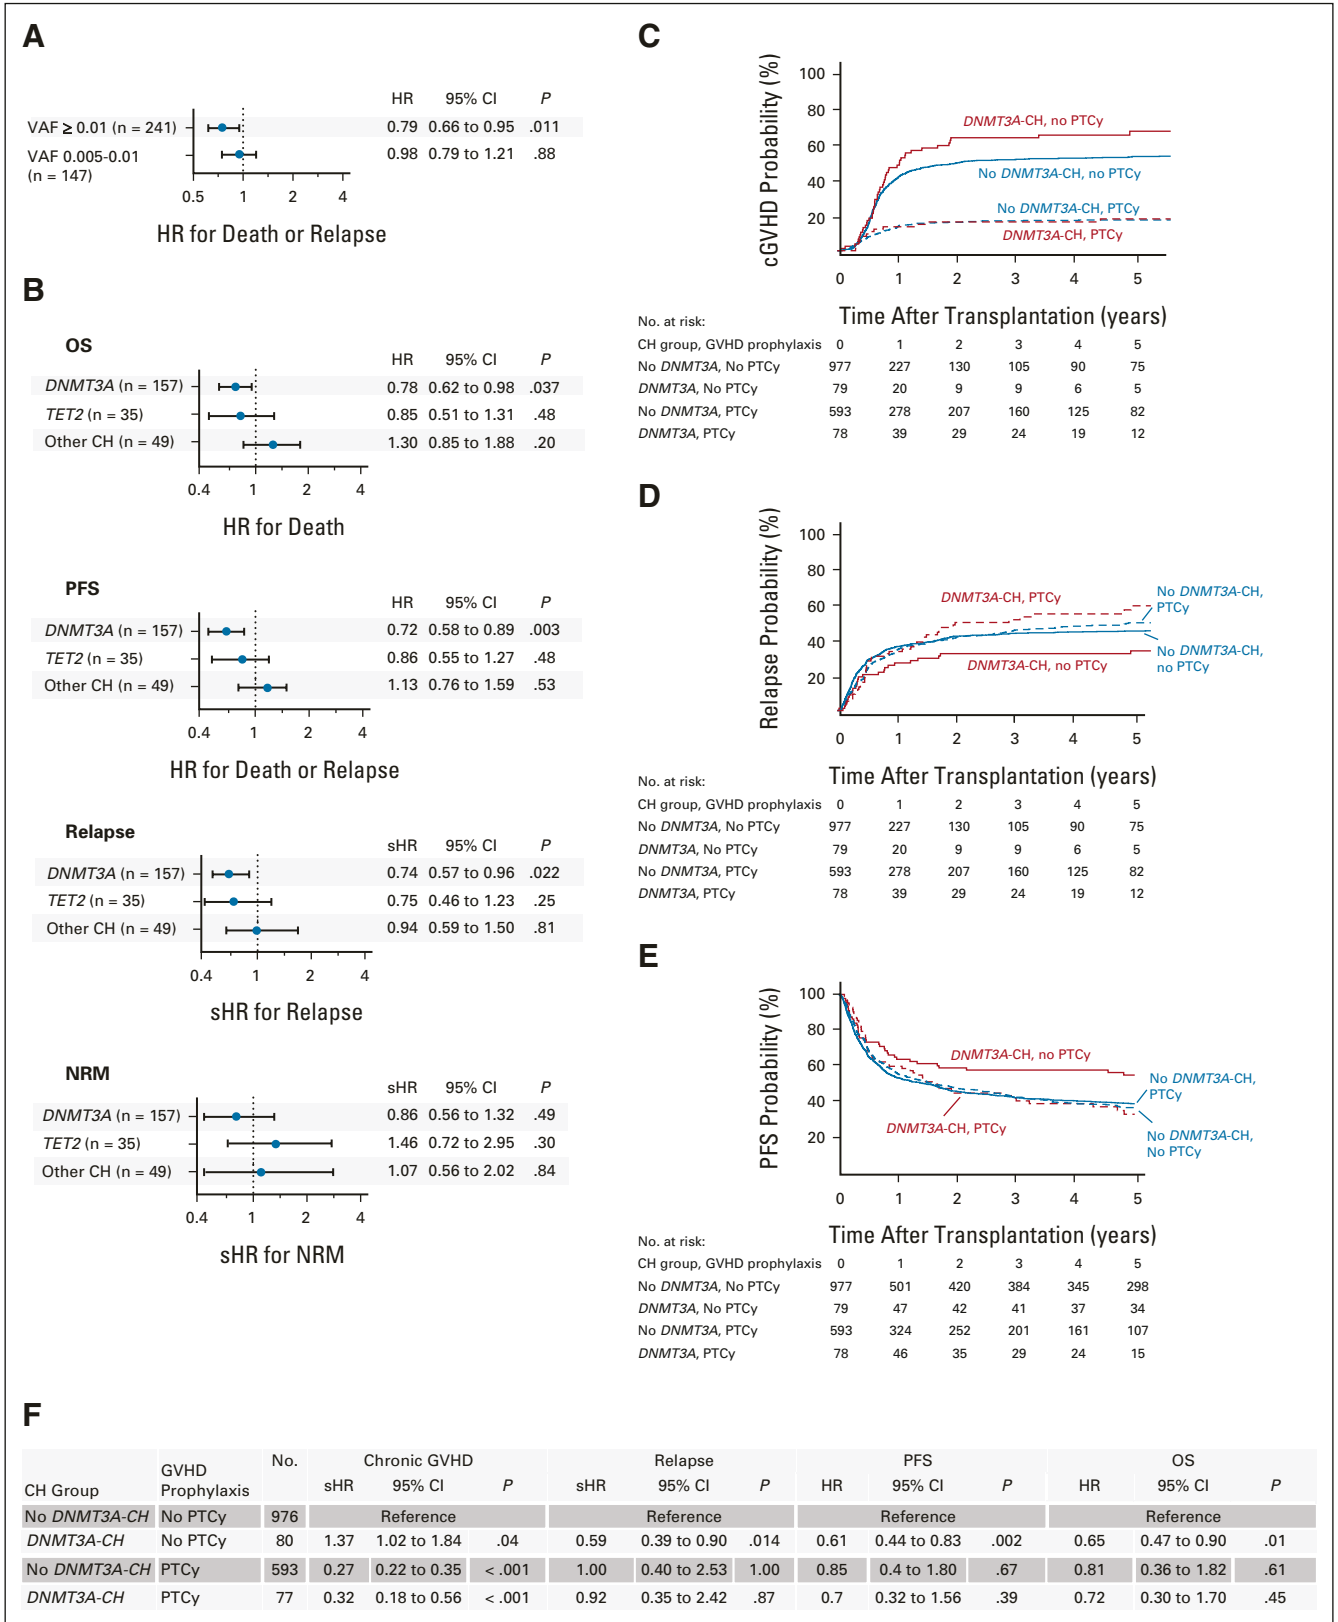 A
HR 95% CI P
VAF ≥ 0.01 (n = 241) 0.79 0.66 to 0.95 .011
VAF 0.005-0.01 0.98 0.79 to 1.21 .88
(n = 147)
0.5 1 2 4
HR for Death or Relapse
B
OS
HR 95% CI P
DNMT3A (n = 157) 0.78 0.62 to 0.98 .037
TET2 (n = 35) 0.85 0.51 to 1.31 .48
Other CH (n = 49) 1.30 0.85 to 1.88 .20
0.4 1 2 4
HR for Death
PFS
HR 95% CI P
DNMT3A (n = 157) 0.72 0.58 to 0.89 .003
TET2 (n = 35) 0.86 0.55 to 1.27 .48
Other CH (n = 49) 1.13 0.76 to 1.59 .53
0.4 1 2 4
HR for Death or Relapse
Relapse
sHR 95% CI P
DNMT3A (n = 157) 0.74 0.57 to 0.96 .022
TET2 (n = 35) 0.75 0.46 to 1.23 .25
Other CH (n = 49) 0.94 0.59 to 1.50 .81
0.4 1 2 4
sHR for Relapse
NRM
sHR 95% CI P
DNMT3A (n = 157) 0.86 0.56 to 1.32 .49
TET2 (n = 35) 1.46 0.72 to 2.95 .30
Other CH (n = 49) 1.07 0.56 to 2.02 .84
0.4 1 2 4
sHR for NRM
C
cGVHD Probability (%)
100
80
60
40
20
DNMT3A-CH, no PTCy
No DNMT3A-CH, no PTCy
No DNMT3A-CH, PTCy
DNMT3A-CH, PTCy
0 1 2 3 4 5
Time After Transplantation (years)
No. at risk:
CH group, GVHD prophylaxis 0 1 2 3 4 5
No DNMT3A, No PTCy 977 227 130 105 90 75
DNMT3A, No PTCy 79 20 9 9 6 5
No DNMT3A, PTCy 593 278 207 160 125 82
DNMT3A, PTCy 78 39 29 24 19 12
D
Relapse Probability (%)
100
80
60
40
20
DNMT3A-CH, PTCy
No DNMT3A-CH,
PTCy
No DNMT3A-CH,
no PTCy
DNMT3A-CH, no PTCy
0 1 2 3 4 5
Time After Transplantation (years)
No. at risk:
CH group, GVHD prophylaxis 0 1 2 3 4 5
No DNMT3A, No PTCy 977 227 130 105 90 75
DNMT3A, No PTCy 79 20 9 9 6 5
No DNMT3A, PTCy 593 278 207 160 125 82
DNMT3A, PTCy 78 39 29 24 19 12
E
PFS Probability (%)
100
80
60
40
20
DNMT3A-CH, no PTCy
No DNMT3A-CH,
PTCy
DNMT3A-CH, PTCy
No DNMT3A-CH,
No PTCy
0 1 2 3 4 5
Time After Transplantation (years)
No. at risk:
CH group, GVHD prophylaxis 0 1 2 3 4 5
No DNMT3A, No PTCy 977 501 420 384 345 298
DNMT3A, No PTCy 79 47 42 41 37 34
No DNMT3A, PTCy 593 324 252 201 161 107
DNMT3A, PTCy 78 46 35 29 24 15
F
GVHD No. Chronic GVHD Relapse PFS OS
CH Group Prophylaxis sHR 95% CI P sHR 95% CI P HR 95% CI P HR 95% CI P
No DNMT3A-CH No PTCy 976 Reference Reference Reference Reference
DNMT3A-CH No PTCy 80 1.37 1.02 to 1.84 .04 0.59 0.39 to 0.90 .014 0.61 0.44 to 0.83 .002 0.65 0.47 to 0.90 .01
No DNMT3A-CH PTCy 593 0.27 0.22 to 0.35 < .001 1.00 0.40 to 2.53 1.00 0.85 0.4 to 1.80 .67 0.81 0.36 to 1.82 .61
DNMT3A-CH PTCy 77 0.32 0.18 to 0.56 < .001 0.92 0.35 to 2.42 .87 0.7 0.32 to 1.56 .39 0.72 0.30 to 1.70 .45